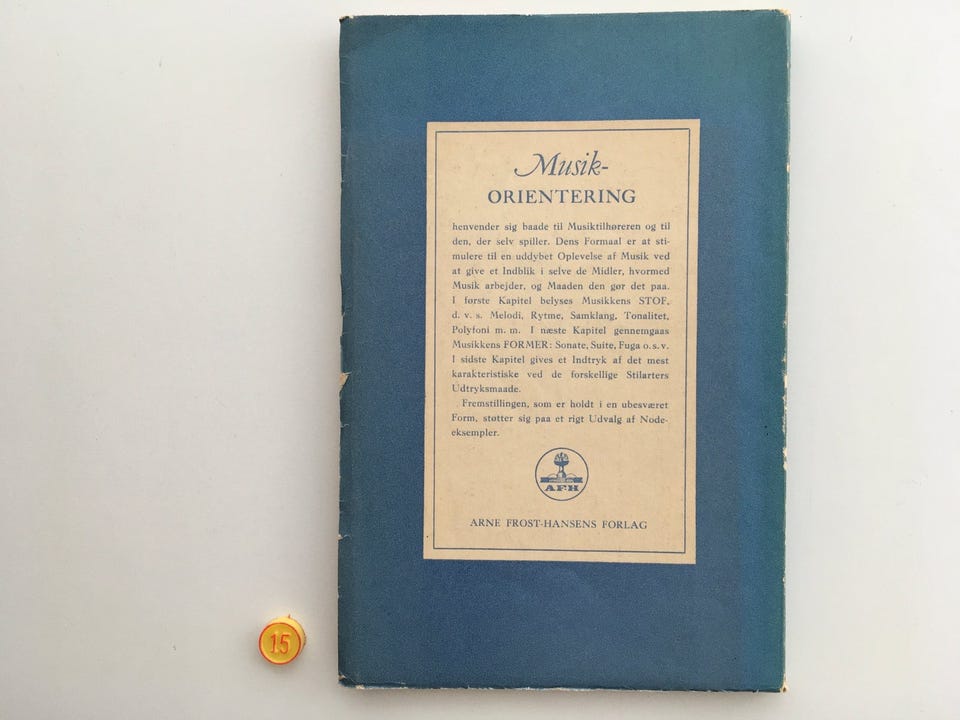 Musik-
ORIENTERING
henvender sig baade til Musiktilhøreren og til
den, der selv spiller. Dens Formaal er at sti-
mulere til en uddybet Oplevelse af Musik ved
at give et Indblik i selve de Midler, hvormed
Musik arbejder, og Maaden den gør det paa.
I første Kapitel belyses Musikkens STOF,
d. v. s. Melodi, Rytme, Samklang, Tonalitet,
Polyfoni m. m. I næste Kapitel gennemgaas
Musikkens FORMER: Sonate, Suite, Fuga o. s. v.
I sidste Kapitel gives et Indtryk af det mest
karakteristiske ved de forskellige Stilarters
Udtryksmaade.
Fremstillingen, som er holdt i en ubesværet
Form, støtter sig paa et rigt Udvalg af Node-
eksempler.
AFH
ARNE FROST-HANSENS FORLAG
15